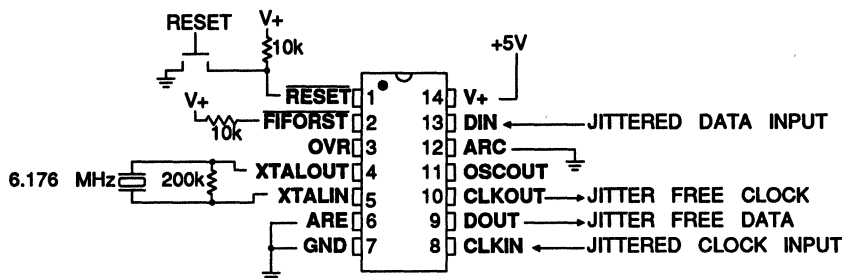 RESET
V+
10k
+5V
RESET 1 14 V+
V+
10k
FIFORST 2 13 DIN JITTERED DATA INPUT
OVR 3 12 ARC
XTALOUT 4 11 OSCOUT
6.176 MHz 200k
XTALIN 5 10 CLKOUT JITTER FREE CLOCK
ARE 6 9 DOUT JITTER FREE DATA
GND 7 8 CLKIN JITTERED CLOCK INPUT